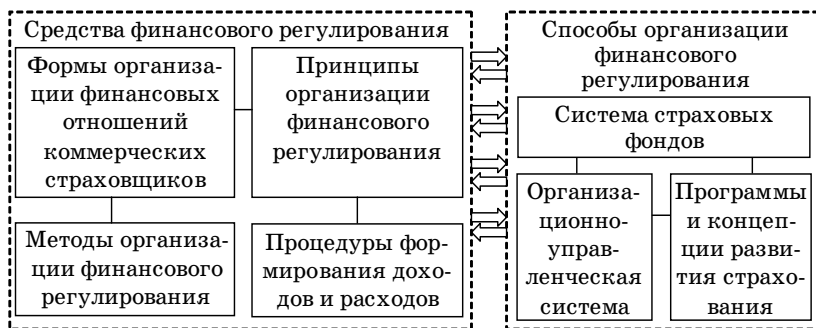 Средства финансового регулирования
Формы организа-
ции финансовых
отношений
коммерческих
страховщиков
Принципы
организации
финансового
регулирования
Методы органи-
зации финансового
регулирования
Процедуры фор-
мирования дохо-
дов и расходов
Способы организации
финансового
регулирования
Система страховых
фондов
Организа-
ционно-
управ-
ленческая
система
Программы
и концеп-
ции разви-
тия страхо-
вания